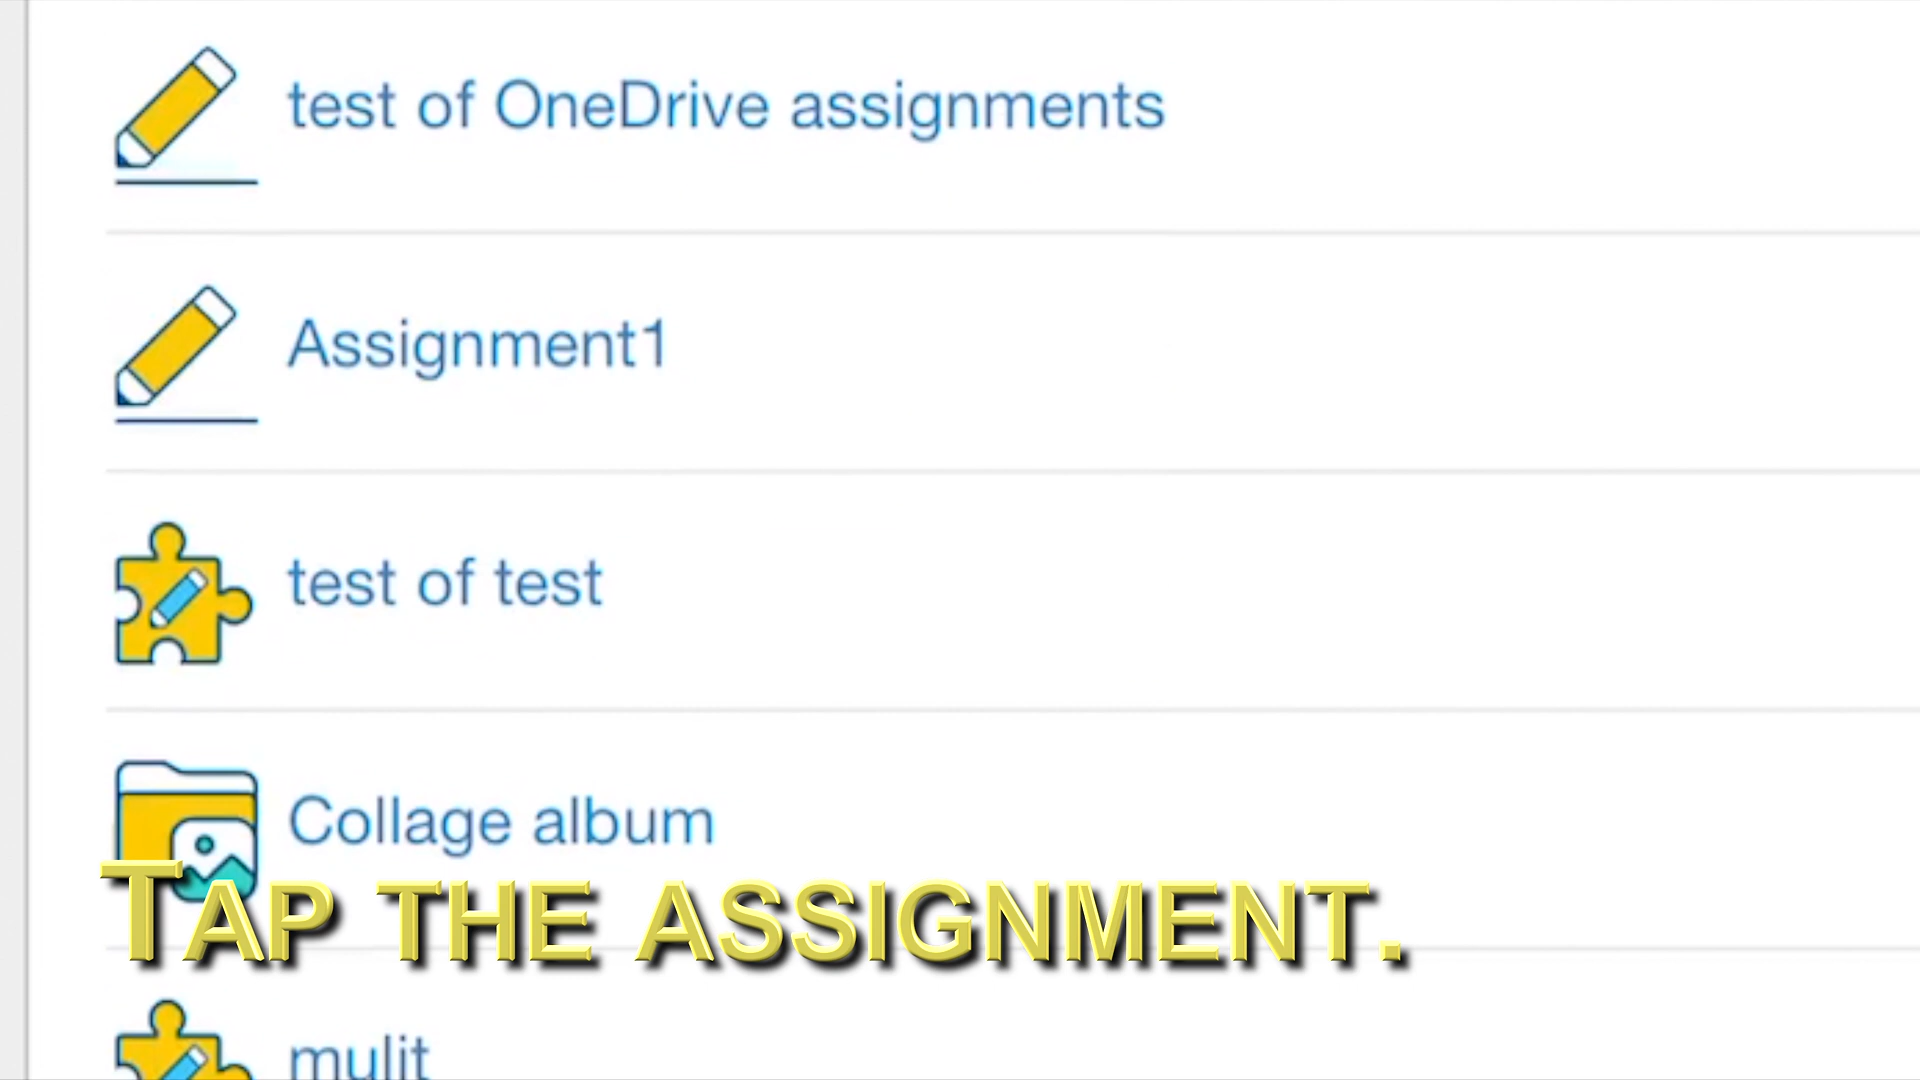 test of OneDrive assignments
Assignment1
test of test
Collage album
TAP THE ASSIGNMENT.
mulit